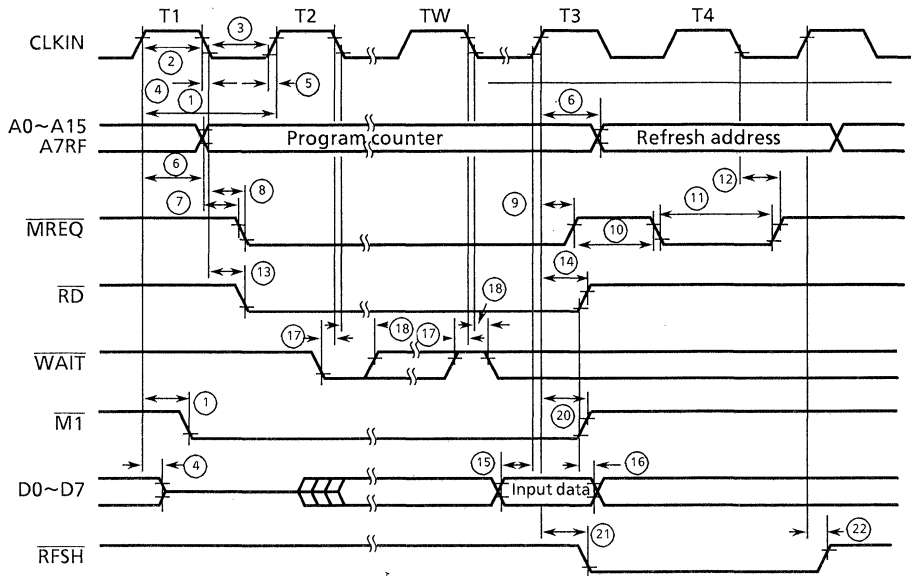 T1 T2 TW T3 T4
CLKIN
③
②
④ ⑤
①
⑥
A0~A15
A7RF
Program counter Refresh address
⑥
⑫
⑧
⑦ ⑨ ⑪
MREQ
⑩
⑬ ⑭
RD
⑱
⑰ ⑱ ⑰
WAIT
①
M1
⑳
④ ⑮ ⑯
D0~D7 Input data
㉑ ㉒
RFSH